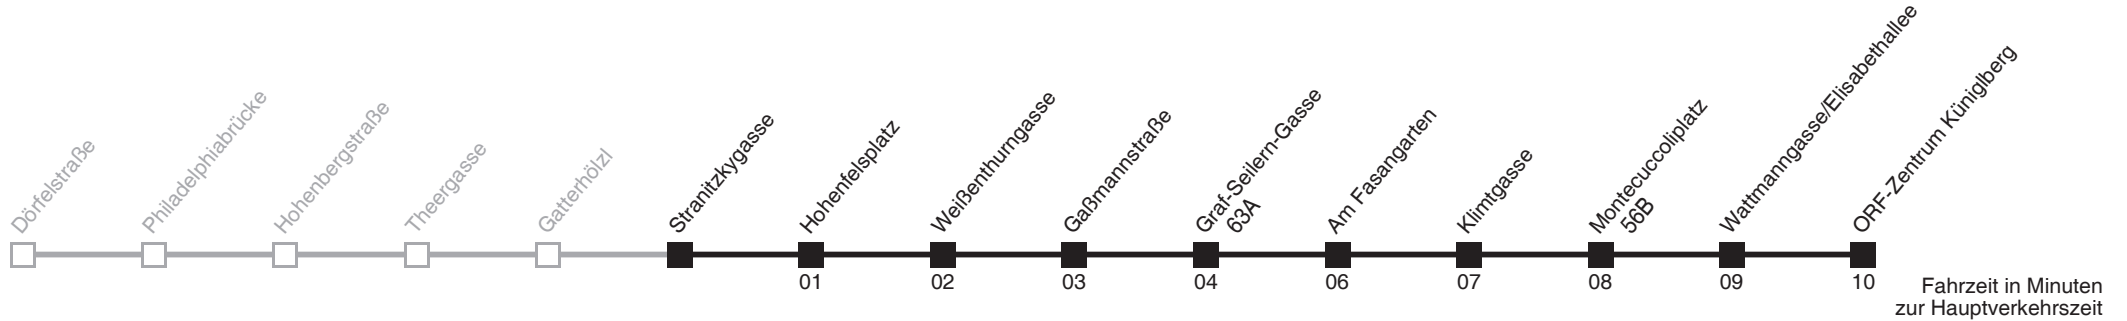 Dörfelstraße
Philadelphiabrücke
Hohenbergstraße
Theergasse
Gatterhölzl
Stranitzkygasse
Hohenfelsplatz
Weißenthurngasse
Gaßmannstraße
Graf-Seilern-Gasse
63A
Am Fasangarten
Klimtgasse
Montecuccoliplatz
56B
Wattmanngasse/Elisabethallee
ORF-Zentrum Küniglberg
01
02
03
04
06
07
08
09
10
Fahrzeit in Minuten
zur Hauptverkehrszeit